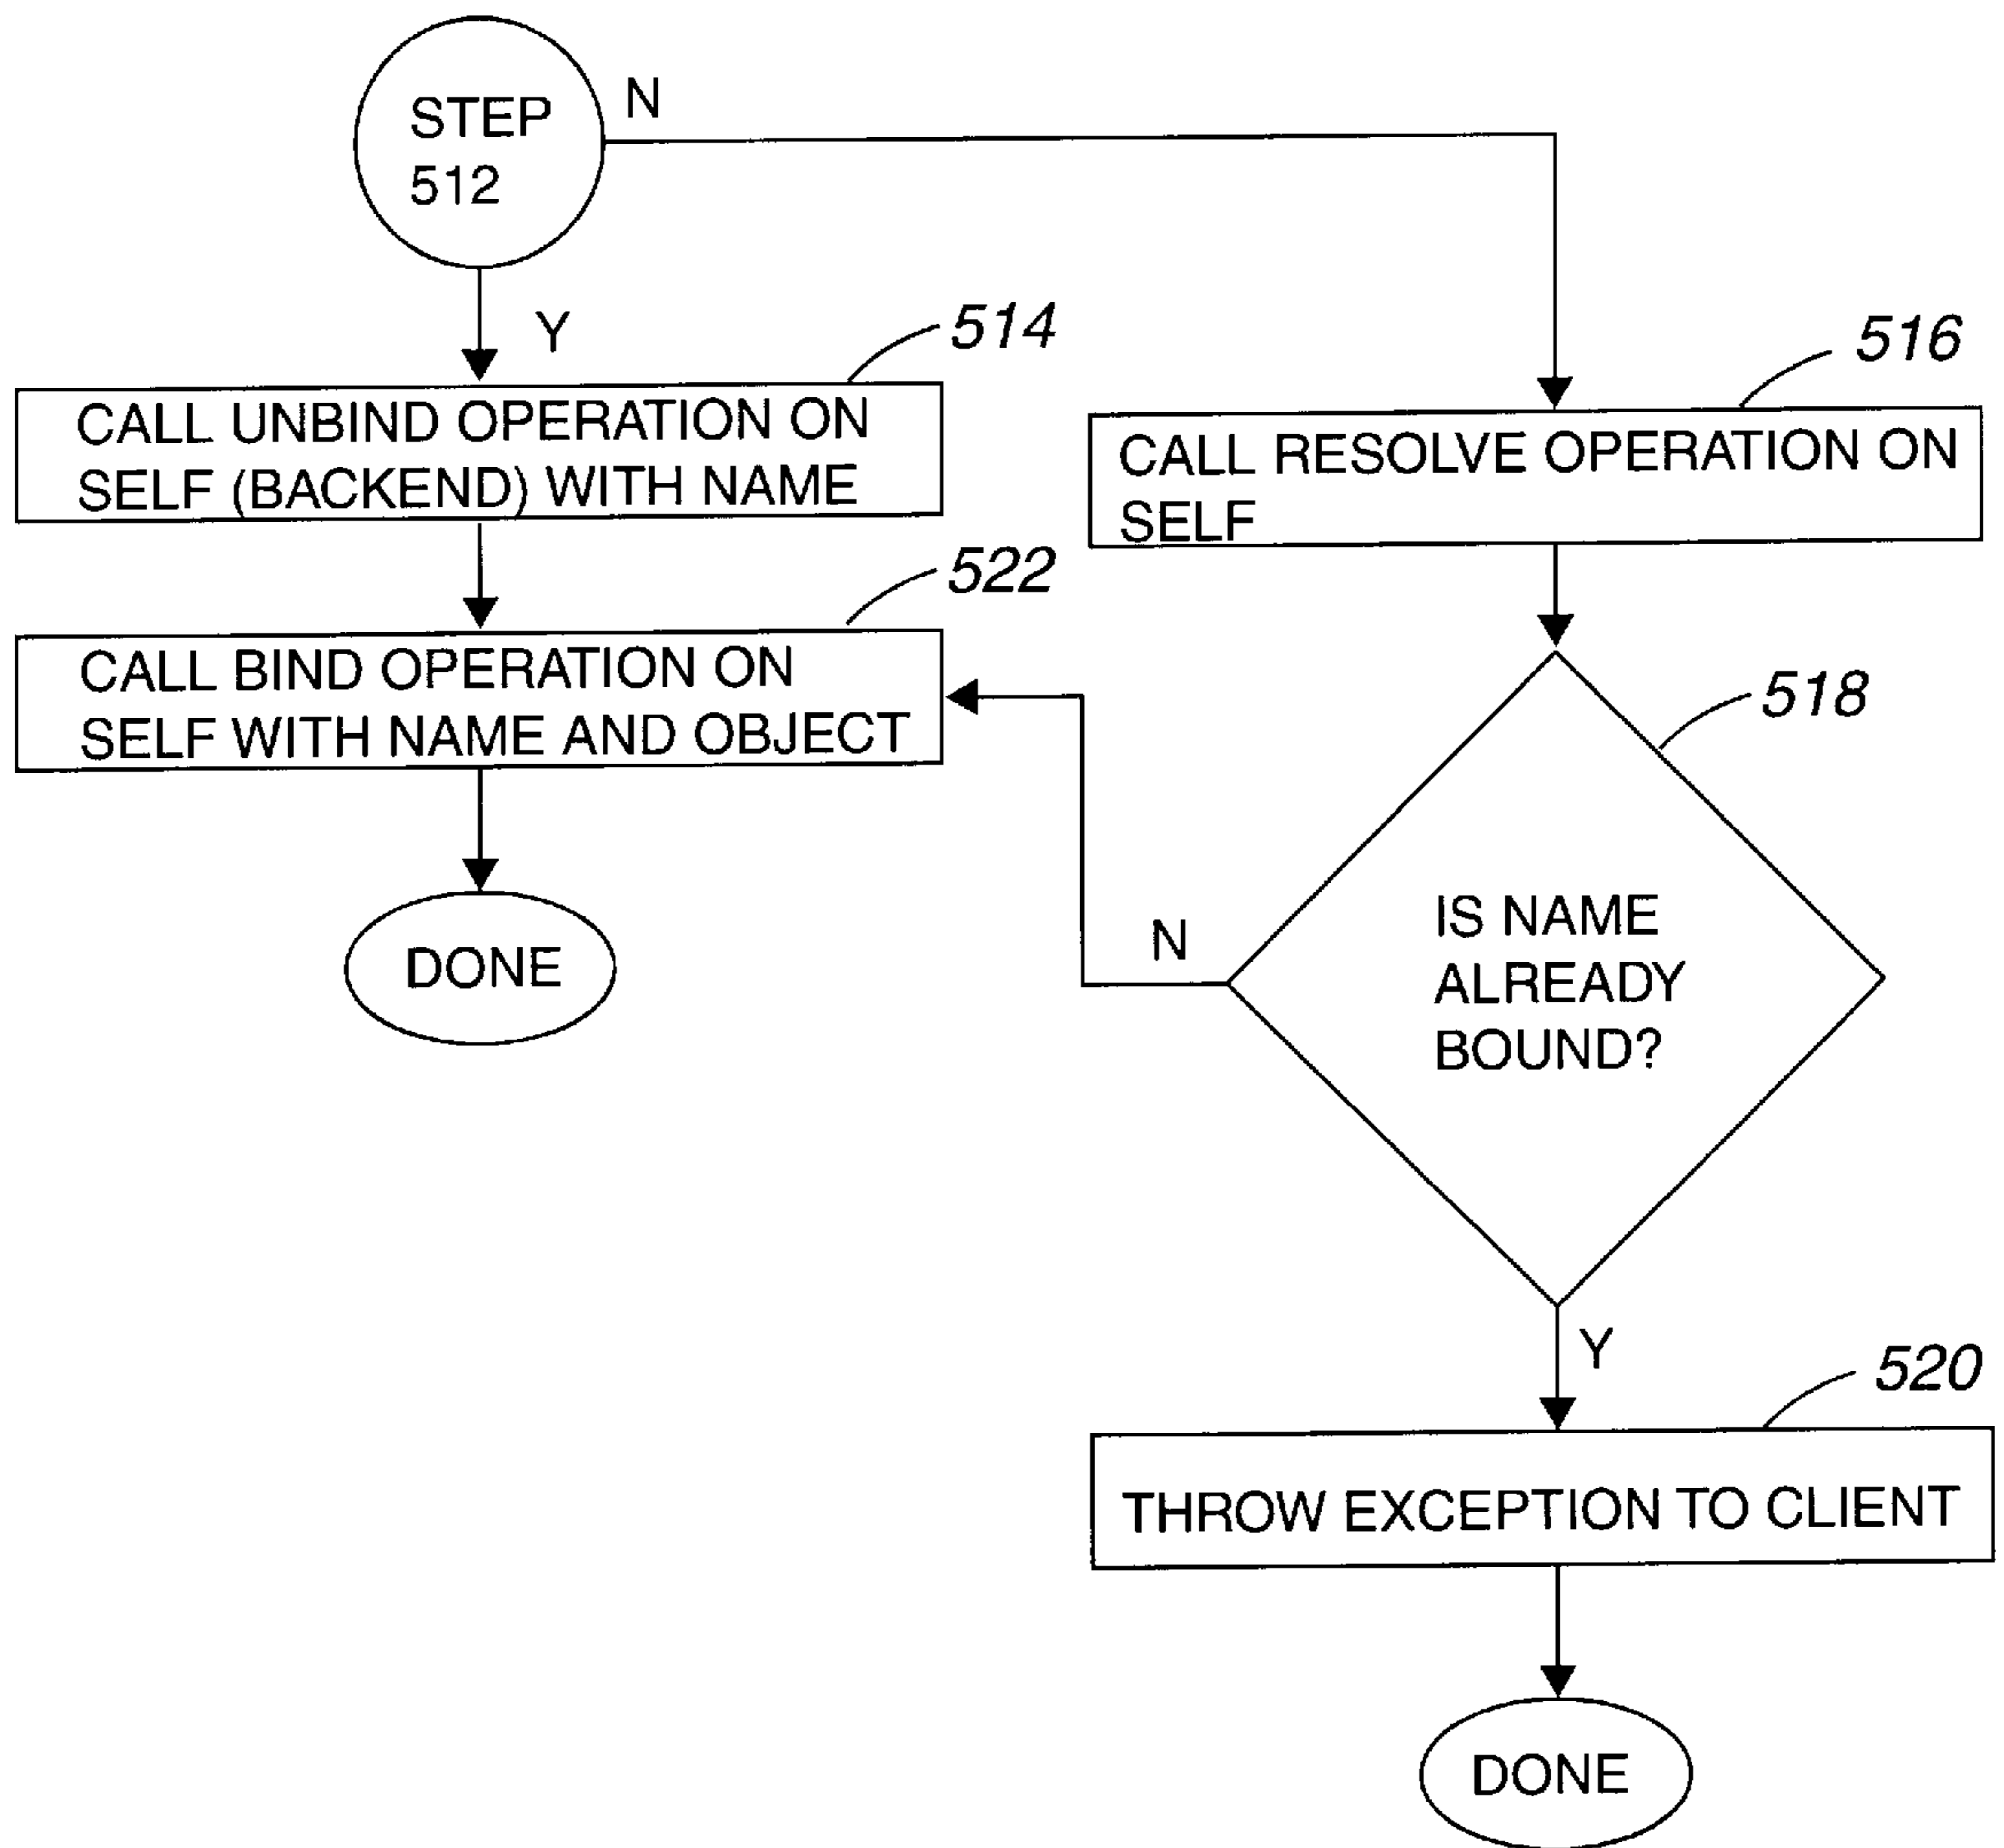 STEP
512
N
Y
514
CALL UNBIND OPERATION ON
SELF (BACKEND) WITH NAME
516
CALL RESOLVE OPERATION ON
SELF
522
CALL BIND OPERATION ON
SELF WITH NAME AND OBJECT
DONE
518
IS NAME
ALREADY
BOUND?
N
Y
520
THROW EXCEPTION TO CLIENT
DONE